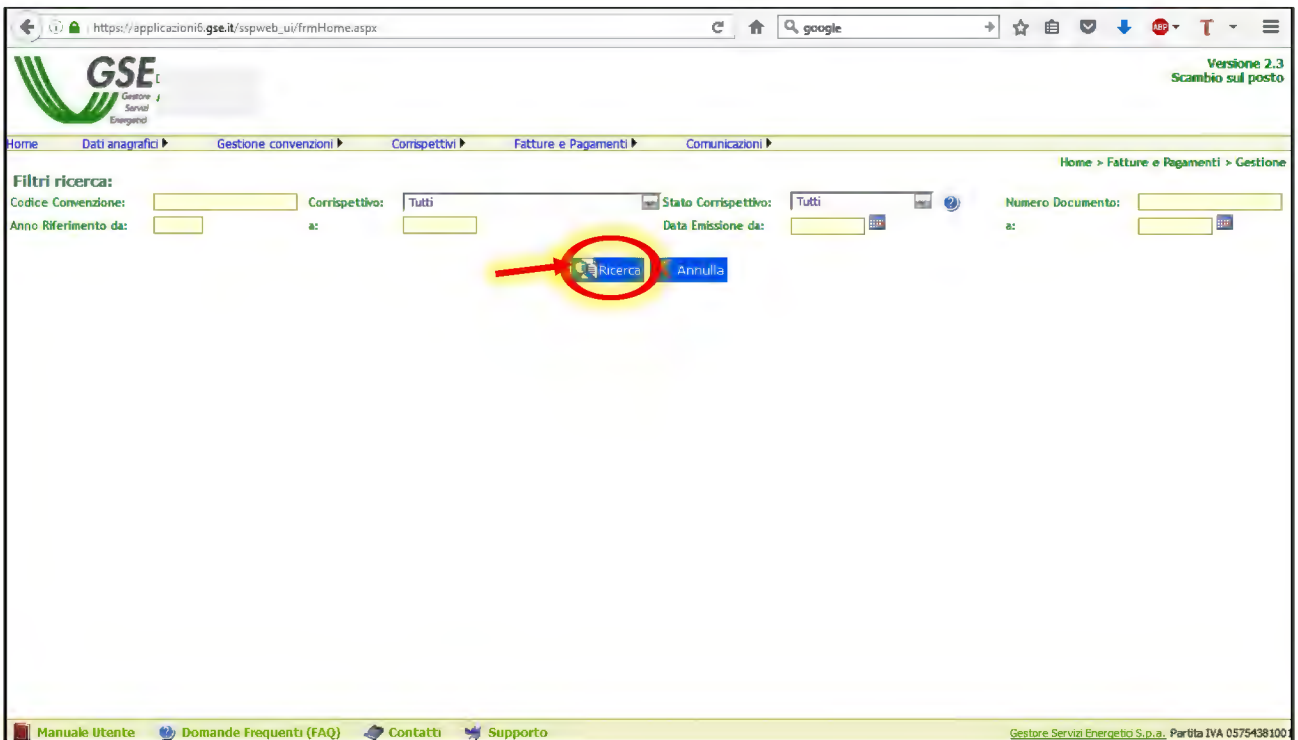 https://applicazioni6.gse.it/sspweb_ui/frmHome.aspx google ABP T
Versione 2.3
Scambio sul posto
GSE
Gestore
Servizi
Energetici
Home Dati anagrafici Gestione convenzioni Corrispettivi Fatture e Pagamenti Comunicazioni
Home > Fatture e Pagamenti > Gestione
Filtri ricerca:
Codice Convenzione: Corrispettivo: Tutti Stato Corrispettivo: Tutti Numero Documento:
Anno Riferimento da: a: Data Emissione da: a:
Ricerca Annulla
Manuale Utente Domande Frequenti (FAQ) Contatti Supporto Gestore Servizi Energetici S.p.a. Partita IVA 05754381001